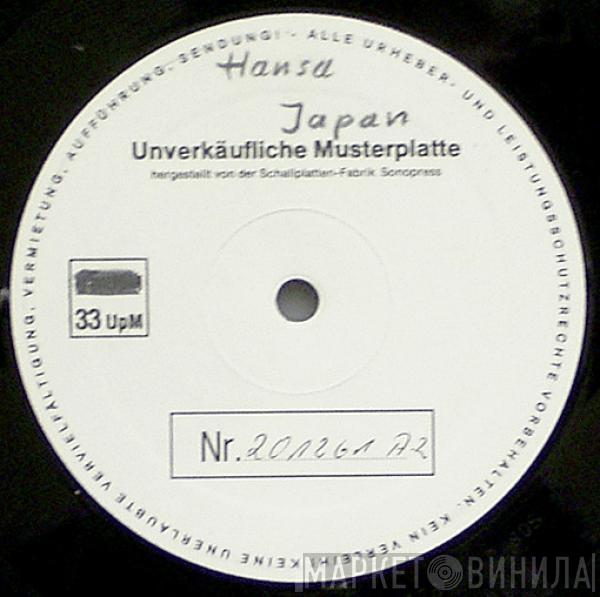 Hansa
Japan
Unverkäufliche Musterplatte
hergestellt von der Schallplatten-Fabrik Sonopress
33 UpM
Nr. 201261 A2
ALLE URHEBER- UND LEISTUNGSSCHUTZRECHTE VORBEHALTEN. KEIN VERLEIH! KEINE UNERLAUBTE VERVIELFÄLTIGUNG, VERMIETUNG, AUFFÜHRUNG, SENDUNG! -
МАРКЕТ ВИНИЛА